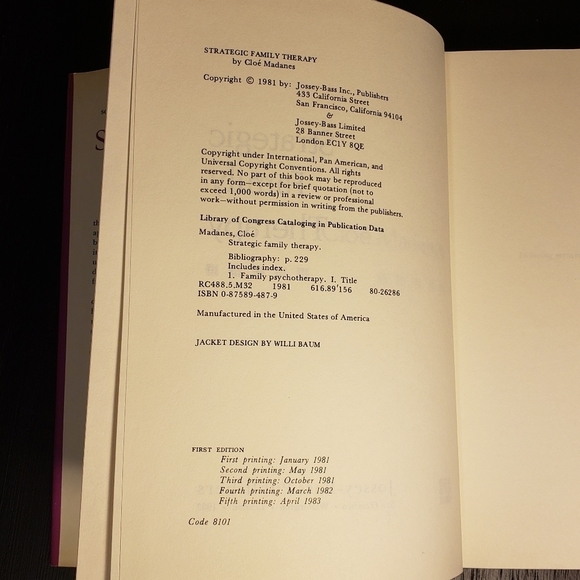 STRATEGIC FAMILY THERAPY
by Cloé Madanes
Copyright © 1981 by: Jossey-Bass Inc., Publishers
433 California Street
San Francisco, California 94104
&
Jossey-Bass Limited
28 Banner Street
London EC1Y 8QE
Copyright under International, Pan American, and
Universal Copyright Conventions. All rights
reserved. No part of this book may be reproduced
in any form—except for brief quotation (not to
exceed 1,000 words) in a review or professional
work—without permission in writing from the publishers.
Library of Congress Cataloging in Publication Data
Madanes, Cloé
Strategic family therapy.
Bibliography: p. 229
Includes index.
1. Family psychotherapy. I. Title
RC488.5.M32 1981 616.89'156 80-26286
ISBN 0-87589-487-9
Manufactured in the United States of America
JACKET DESIGN BY WILLI BAUM
FIRST EDITION
First printing: January 1981
Second printing: May 1981
Third printing: October 1981
Fourth printing: March 1982
Fifth printing: April 1983
Code 8101